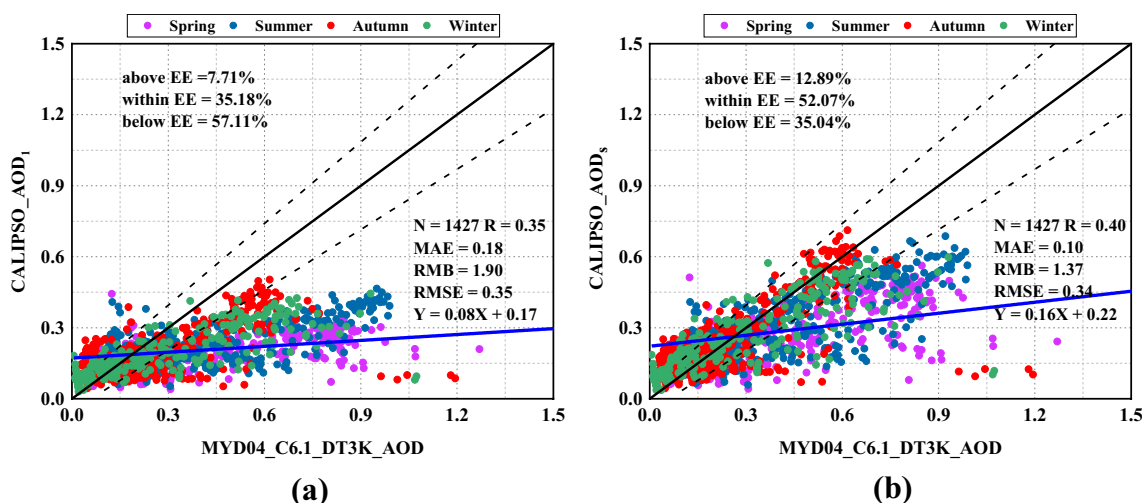 Spring Summer Autumn Winter
1.5
1.2
0.9
0.6
0.3
0.0
CALIPSO_AOD1
above EE =7.71%
within EE = 35.18%
below EE = 57.11%
N = 1427 R = 0.35
MAE = 0.18
RMB = 1.90
RMSE = 0.35
Y = 0.08X + 0.17
0.0 0.3 0.6 0.9 1.2 1.5
MYD04_C6.1_DT3K_AOD
(a)
Spring Summer Autumn Winter
1.5
1.2
0.9
0.6
0.3
0.0
CALIPSO_AODs
above EE = 12.89%
within EE = 52.07%
below EE = 35.04%
N = 1427 R = 0.40
MAE = 0.10
RMB = 1.37
RMSE = 0.34
Y = 0.16X + 0.22
0.0 0.3 0.6 0.9 1.2 1.5
MYD04_C6.1_DT3K_AOD
(b)